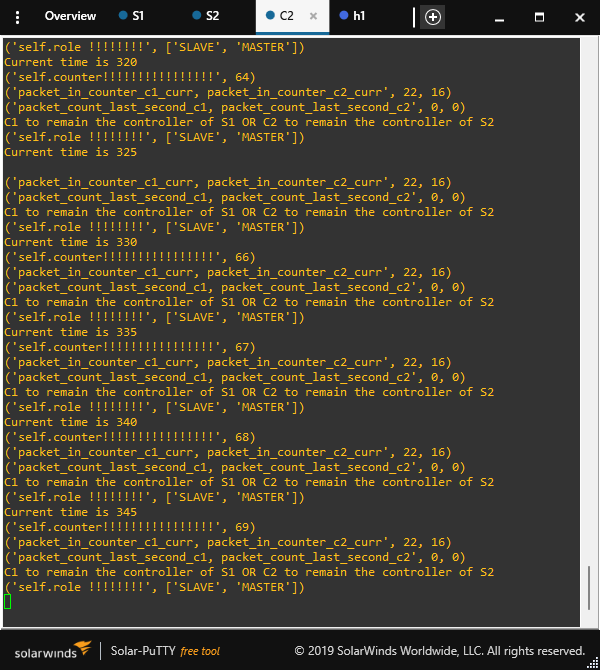 Overview
S1
S2
C2
h1
('self.role !!!!!!!!', ['SLAVE', 'MASTER'])
Current time is 320
('self.counter!!!!!!!!!!!!!!!!', 64)
('packet_in_counter_c1_curr, packet_in_counter_c2_curr', 22, 16)
('packet_count_last_second_c1, packet_count_last_second_c2', 0, 0)
C1 to remain the controller of S1 OR C2 to remain the controller of S2
('self.role !!!!!!!!', ['SLAVE', 'MASTER'])
Current time is 325
('packet_in_counter_c1_curr, packet_in_counter_c2_curr', 22, 16)
('packet_count_last_second_c1, packet_count_last_second_c2', 0, 0)
C1 to remain the controller of S1 OR C2 to remain the controller of S2
('self.role !!!!!!!!', ['SLAVE', 'MASTER'])
Current time is 330
('self.counter!!!!!!!!!!!!!!!!', 66)
('packet_in_counter_c1_curr, packet_in_counter_c2_curr', 22, 16)
('packet_count_last_second_c1, packet_count_last_second_c2', 0, 0)
C1 to remain the controller of S1 OR C2 to remain the controller of S2
('self.role !!!!!!!!', ['SLAVE', 'MASTER'])
Current time is 335
('self.counter!!!!!!!!!!!!!!!!', 67)
('packet_in_counter_c1_curr, packet_in_counter_c2_curr', 22, 16)
('packet_count_last_second_c1, packet_count_last_second_c2', 0, 0)
C1 to remain the controller of S1 OR C2 to remain the controller of S2
('self.role !!!!!!!!', ['SLAVE', 'MASTER'])
Current time is 340
('self.counter!!!!!!!!!!!!!!!!', 68)
('packet_in_counter_c1_curr, packet_in_counter_c2_curr', 22, 16)
('packet_count_last_second_c1, packet_count_last_second_c2', 0, 0)
C1 to remain the controller of S1 OR C2 to remain the controller of S2
('self.role !!!!!!!!', ['SLAVE', 'MASTER'])
Current time is 345
('self.counter!!!!!!!!!!!!!!!!', 69)
('packet_in_counter_c1_curr, packet_in_counter_c2_curr', 22, 16)
('packet_count_last_second_c1, packet_count_last_second_c2', 0, 0)
C1 to remain the controller of S1 OR C2 to remain the controller of S2
('self.role !!!!!!!!', ['SLAVE', 'MASTER'])
solarwinds
Solar-PuTTY free tool
© 2019 SolarWinds Worldwide, LLC. All rights reserved.